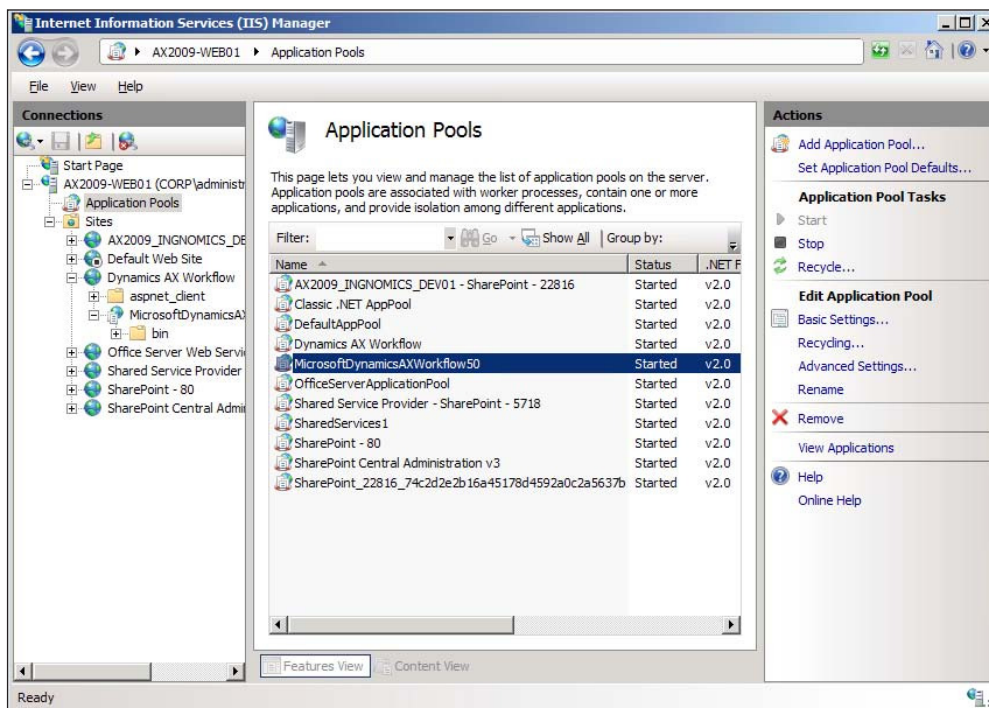 Internet Information Services (IIS) Manager
AX2009-WEB01 Application Pools
File View Help
Connections
Start Page
AX2009-WEB01 (CORP\administr
Application Pools
Sites
AX2009_INGNOMICS_DE
Default Web Site
Dynamics AX Workflow
aspnet_client
MicrosoftDynamicsAX
bin
Office Server Web Servi
Shared Service Provider
SharePoint - 80
SharePoint Central Admi
Application Pools
This page lets you view and manage the list of application pools on the server.
Application pools are associated with worker processes, contain one or more
applications, and provide isolation among different applications.
Filter: Go Show All Group by:
Name Status .NET F
AX2009_INGNOMICS_DEV01 - SharePoint - 22816 Started v2.0
Classic .NET AppPool Started v2.0
DefaultAppPool Started v2.0
Dynamics AX Workflow Started v2.0
MicrosoftDynamicsAXWorkflow50 Started v2.0
OfficeServerApplicationPool Started v2.0
Shared Service Provider - SharePoint - 5718 Started v2.0
SharedServices1 Started v2.0
SharePoint - 80 Started v2.0
SharePoint Central Administration v3 Started v2.0
SharePoint_22816_74c2d2e2b16a45178d4592a0c2a5637b Started v2.0
Features View Content View
Actions
Add Application Pool...
Set Application Pool Defaults...
Application Pool Tasks
Start
Stop
Recycle...
Edit Application Pool
Basic Settings...
Recycling...
Advanced Settings...
Rename
Remove
View Applications
Help
Online Help
Ready